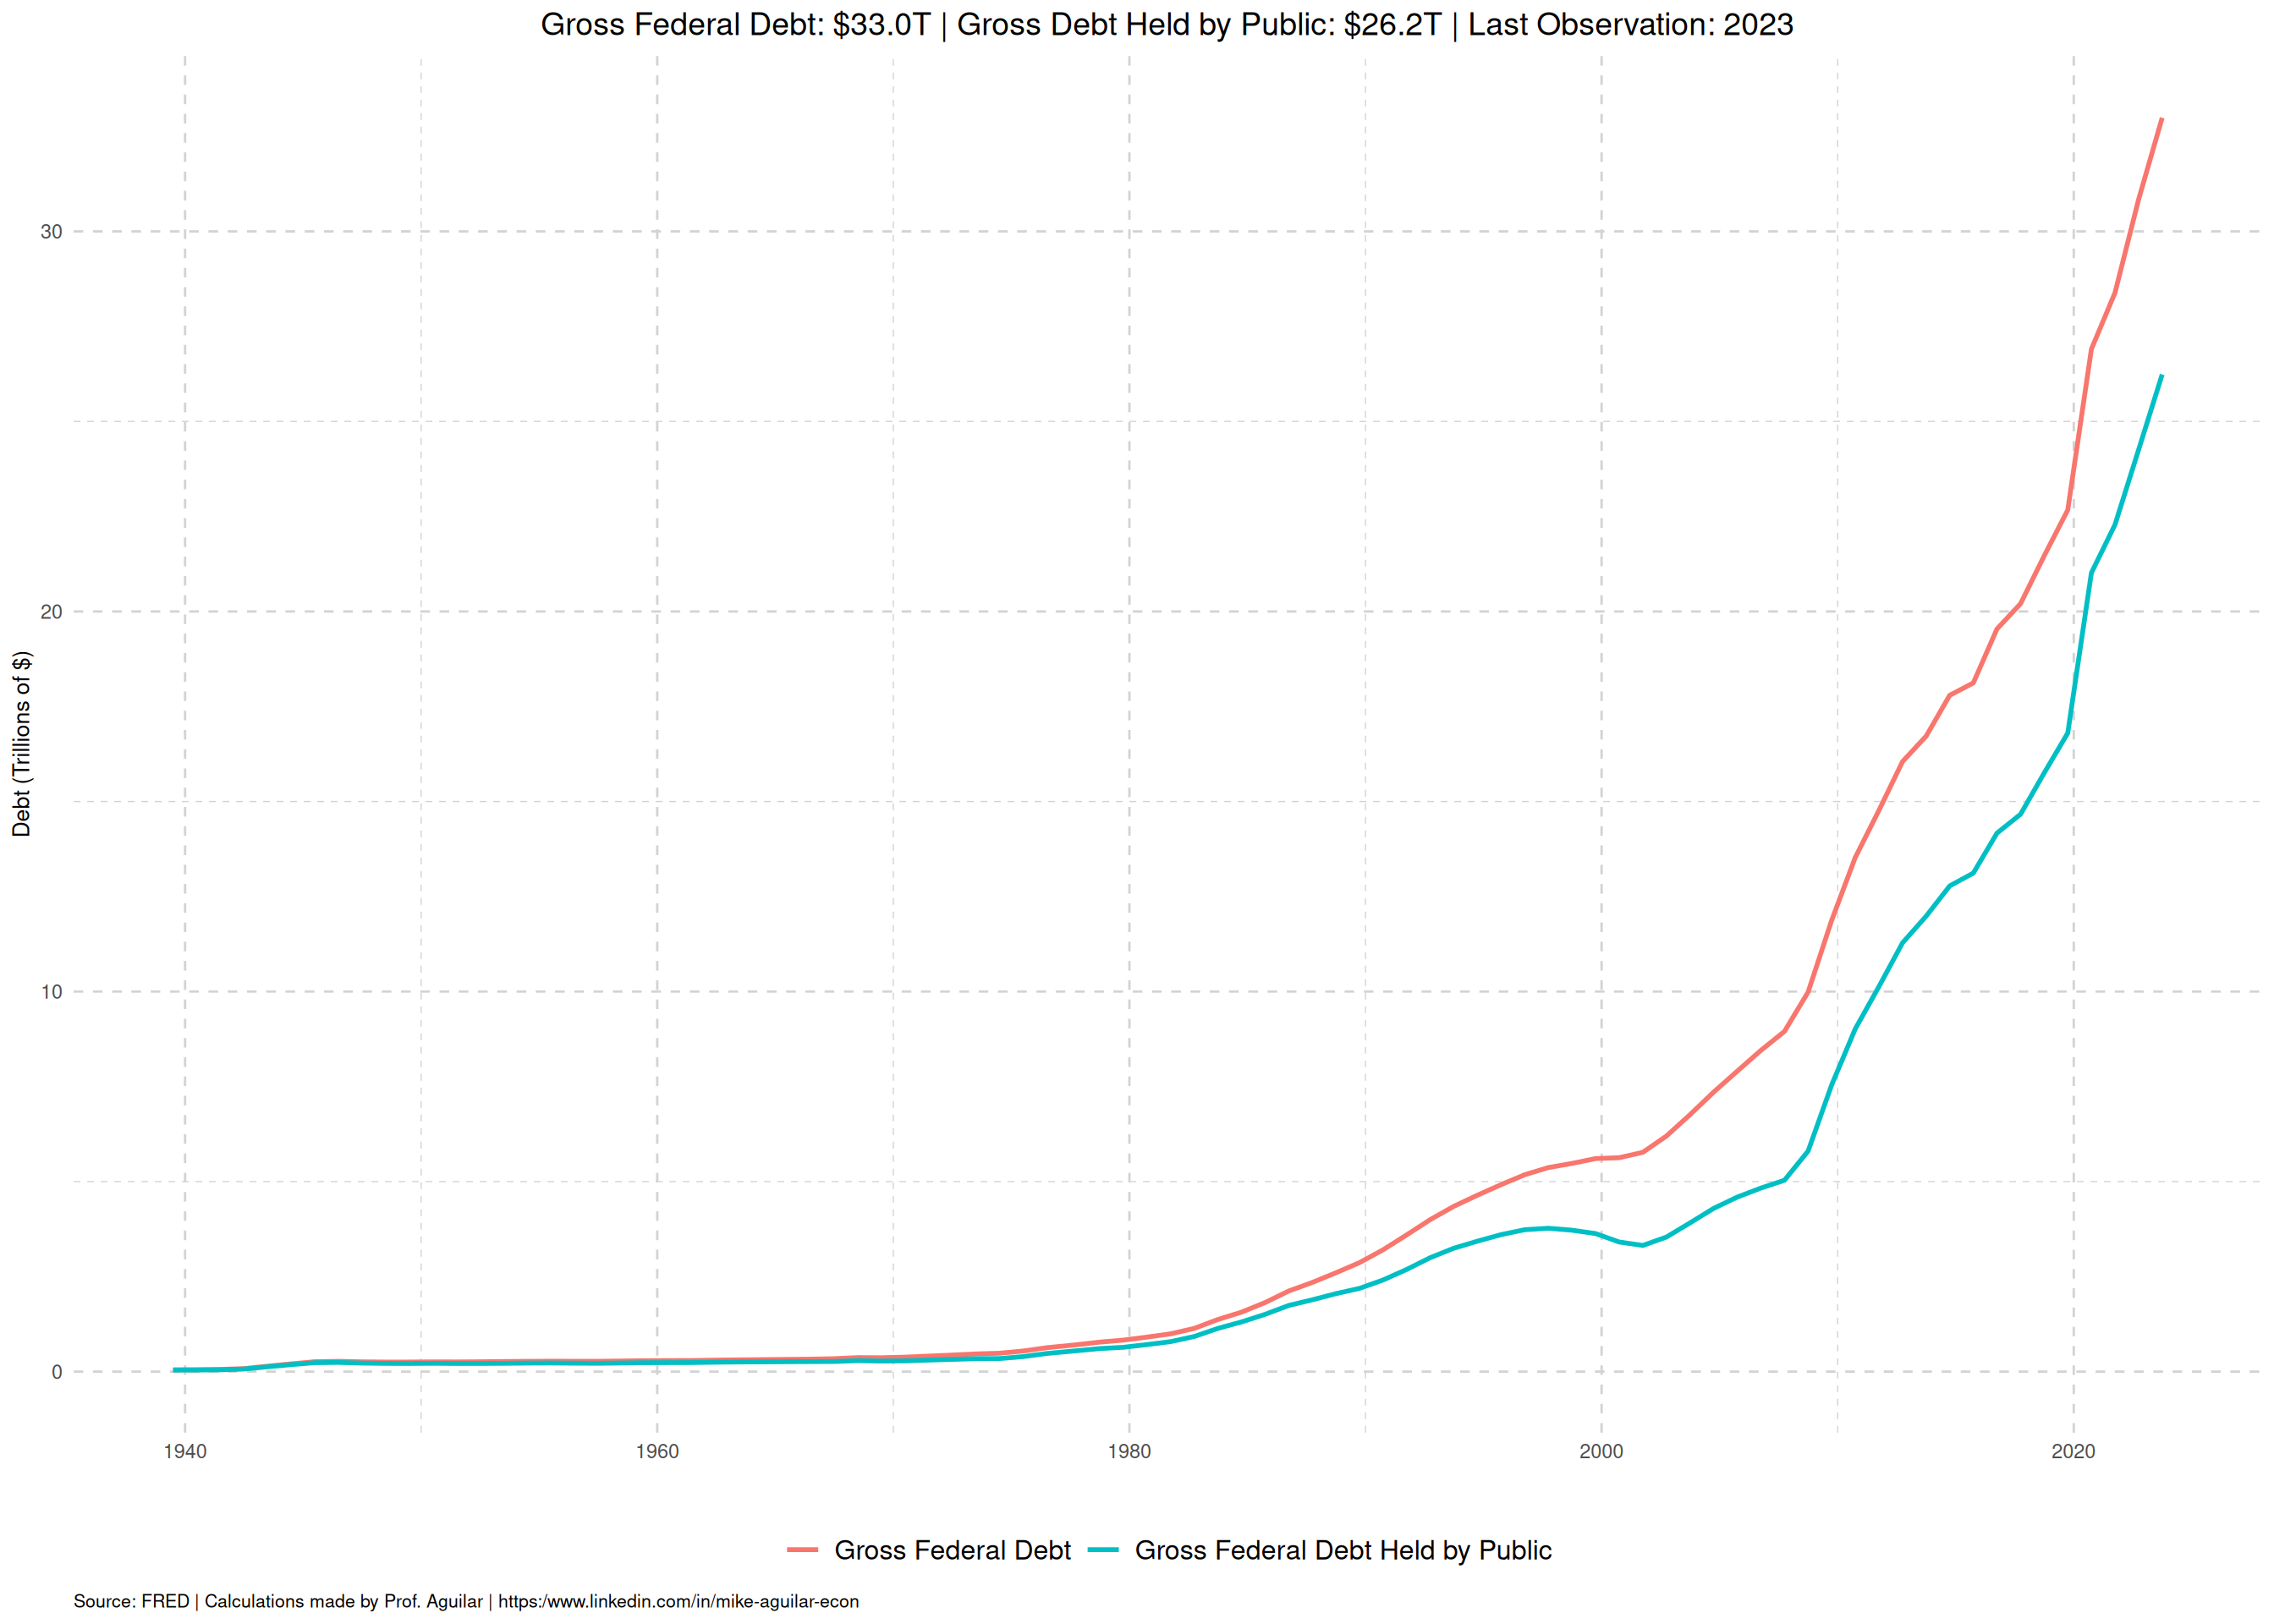 Gross Federal Debt: $33.0T | Gross Debt Held by Public: $26.2T | Last Observation: 2023
Debt (Trillions of $)
30
20
10
0
1940 1960 1980 2000 2020
Gross Federal Debt Gross Federal Debt Held by Public
Source: FRED | Calculations made by Prof. Aguilar | https:/www.linkedin.com/in/mike-aguilar-econ